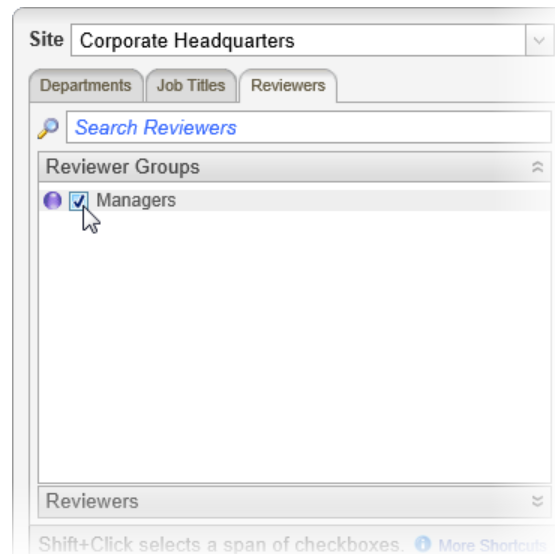 Site Corporate Headquarters
Departments Job Titles Reviewers
Search Reviewers
Reviewer Groups
Managers
Reviewers
Shift+Click selects a span of checkboxes. More Shortcuts